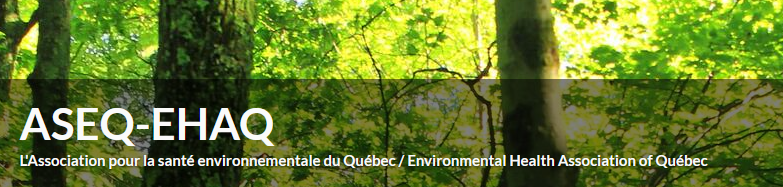 ASEQ-EHAQ
L'Association pour la santé environnementale du Québec / Environmental Health Association of Québec